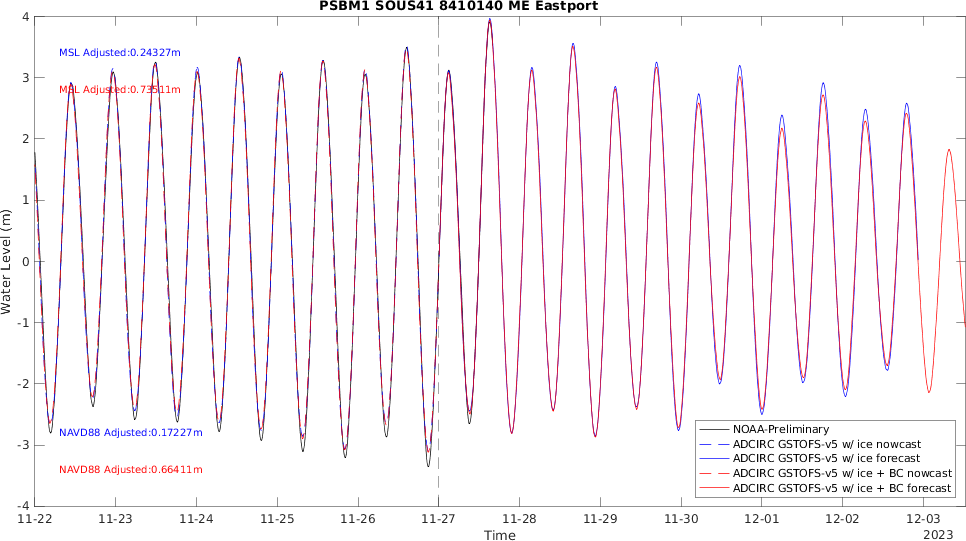 PSBM1 SOUS41 8410140 ME Eastport
4
3
2
1
0
-1
-2
-3
-4
Water Level (m)
MSL Adjusted:0.24327m
MSL Adjusted:0.73511m
NAVD88 Adjusted:0.17227m
NAVD88 Adjusted:0.66411m
NOAA-Preliminary
ADCIRC GSTOFS-v5 w/ ice nowcast
ADCIRC GSTOFS-v5 w/ ice forecast
ADCIRC GSTOFS-v5 w/ ice + BC nowcast
ADCIRC GSTOFS-v5 w/ ice + BC forecast
11-22 11-23 11-24 11-25 11-26 11-27 11-28 11-29 11-30 12-01 12-02 12-03
Time
2023